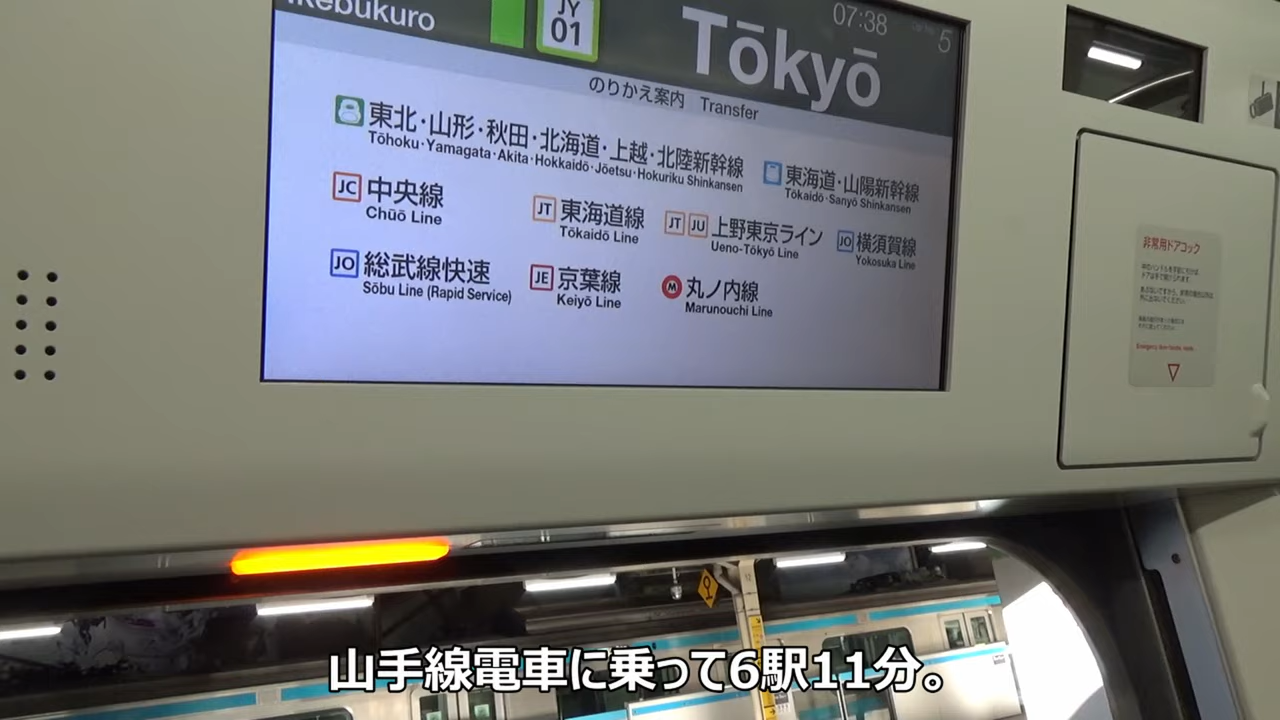 Ikebukuro
JY
01
Tōkyō
07:38
5
のりかえ案内 Transfer
東北・山形・秋田・北海道・上越・北陸新幹線
Tōhoku・Yamagata・Akita・Hokkaidō・Jōetsu・Hokuriku Shinkansen
東海道・山陽新幹線
Tōkaidō・Sanyō Shinkansen
JC 中央線
Chūō Line
JT 東海道線
Tōkaidō Line
JT JU 上野東京ライン
Ueno-Tōkyō Line
JO 横須賀線
Yokosuka Line
JO 総武線快速
Sōbu Line (Rapid Service)
JE 京葉線
Keiyō Line
M 丸ノ内線
Marunouchi Line
非常用ドアコック
山手線電車に乗って6駅11分。